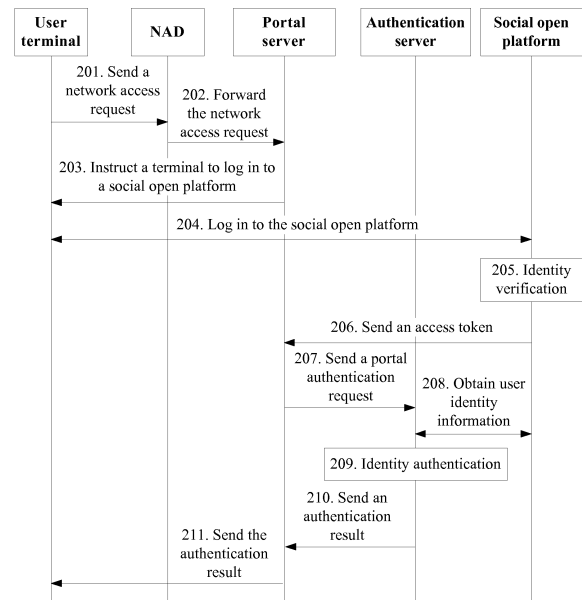 User
terminal
NAD
Portal
server
Authentication
server
Social open
platform
201. Send a
network access
request
202. Forward
the network
access request
203. Instruct a terminal to log in to
a social open platform
204. Log in to the social open platform
205. Identity
verification
206. Send an access token
207. Send a portal
authentication
request
208. Obtain user
identity
information
209. Identity authentication
210. Send an
authentication
result
211. Send the
authentication
result